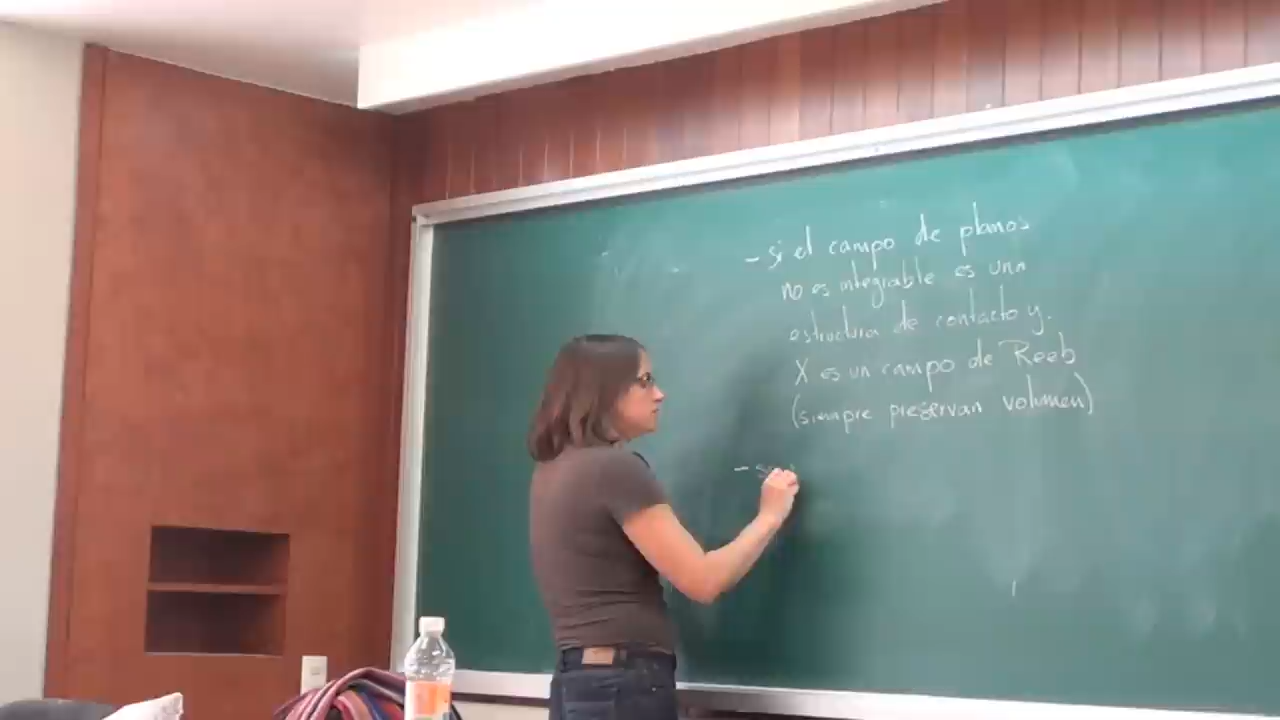 - si el campo de planos
no es integrable es una
estructura de contacto y.
X es un campo de Reeb
(siempre preservan volumen)
-